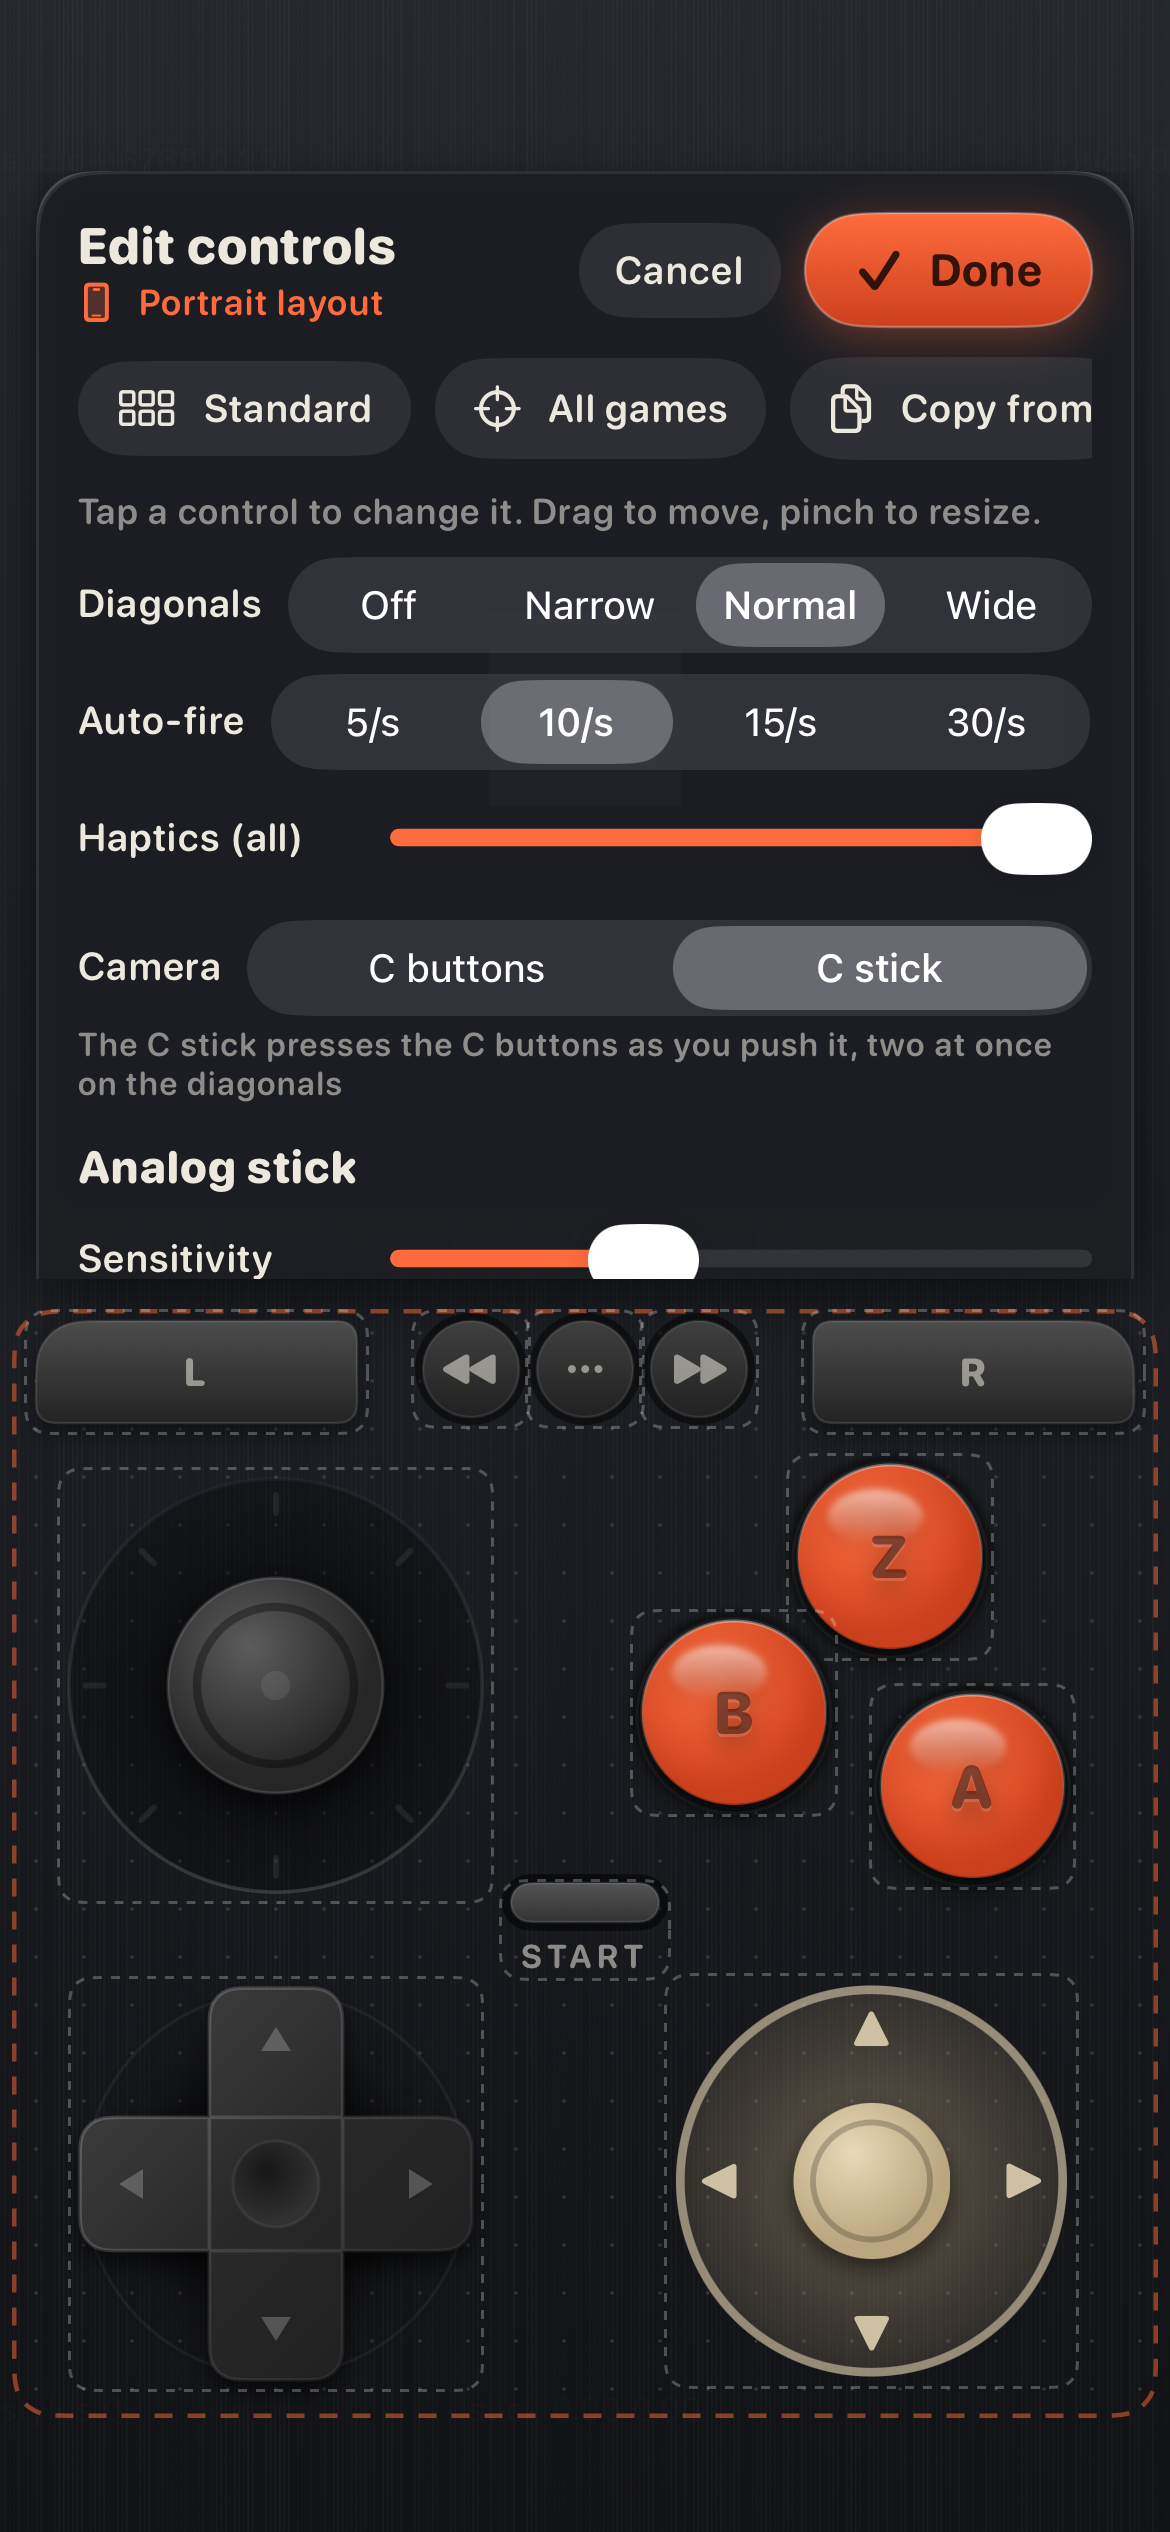 Edit controls
Portrait layout
Cancel
Done
Standard
All games
Copy from
Tap a control to change it. Drag to move, pinch to resize.
Diagonals
Off
Narrow
Normal
Wide
Auto-fire
5/s
10/s
15/s
30/s
Haptics (all)
Camera
C buttons
C stick
The C stick presses the C buttons as you push it, two at once
on the diagonals
Analog stick
Sensitivity
L
R
Z
B
A
START